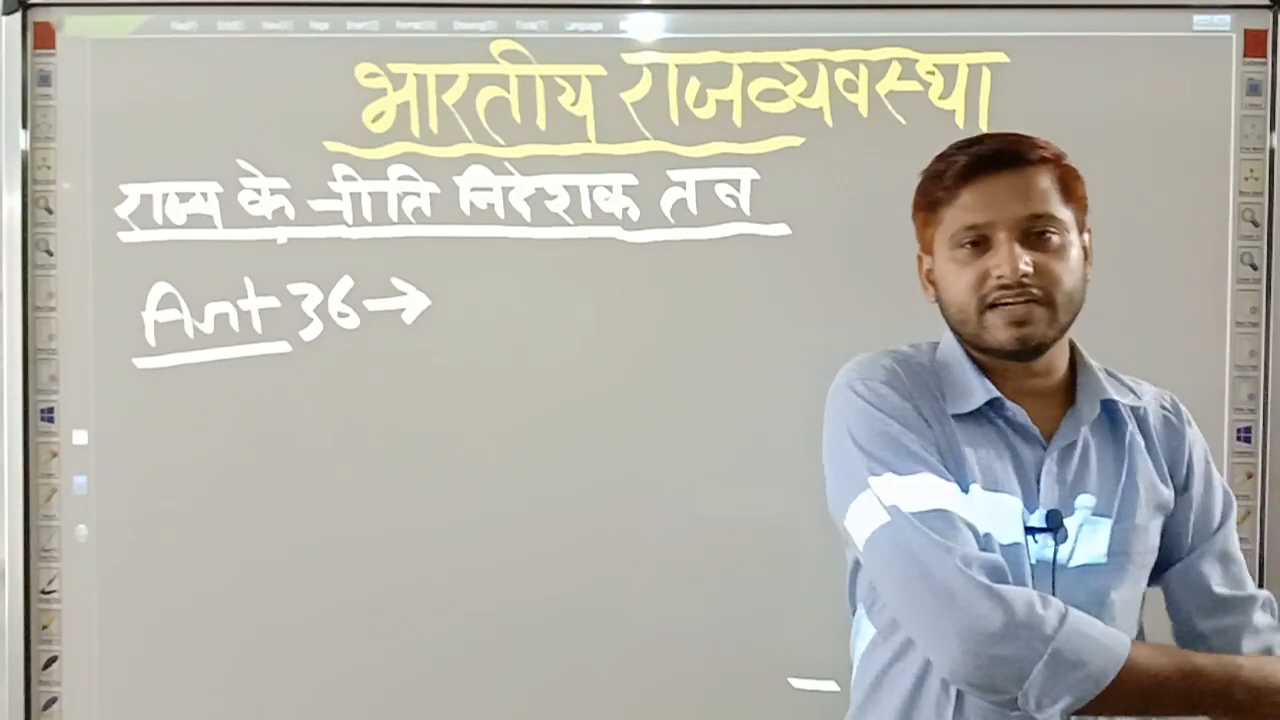 भारतीय राजव्यवस्था
राज्य के नीति निदेशक तत्व
Art 36→